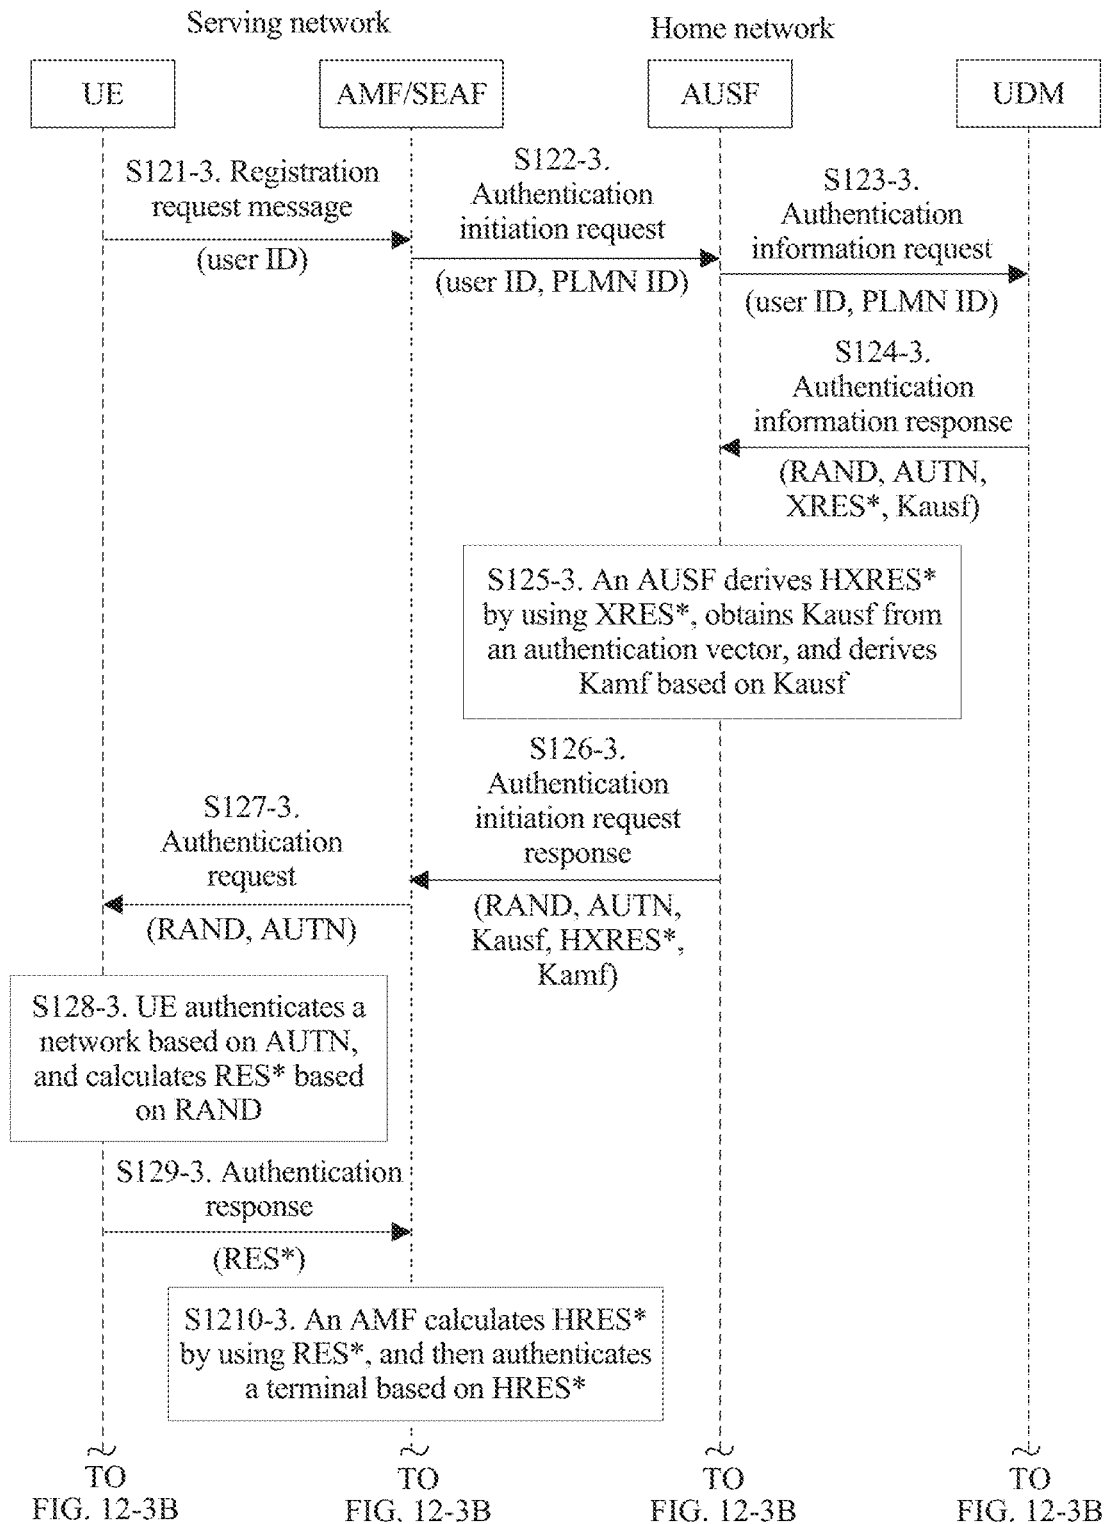 Serving network
Home network
UE
AMF/SEAF
AUSF
UDM
S121-3. Registration
request message
(user ID)
S122-3.
Authentication
initiation request
(user ID, PLMN ID)
S123-3.
Authentication
information request
(user ID, PLMN ID)
S124-3.
Authentication
information response
(RAND, AUTN,
XRES*, Kausf)
S125-3. An AUSF derives HXRES*
by using XRES*, obtains Kausf from
an authentication vector, and derives
Kamf based on Kausf
S126-3.
Authentication
initiation request
response
(RAND, AUTN,
Kausf, HXRES*,
Kamf)
S127-3.
Authentication
request
(RAND, AUTN)
S128-3. UE authenticates a
network based on AUTN,
and calculates RES* based
on RAND
S129-3. Authentication
response
(RES*)
S1210-3. An AMF calculates HRES*
by using RES*, and then authenticates
a terminal based on HRES*
TO
FIG. 12-3B
TO
FIG. 12-3B
TO
FIG. 12-3B
TO
FIG. 12-3B